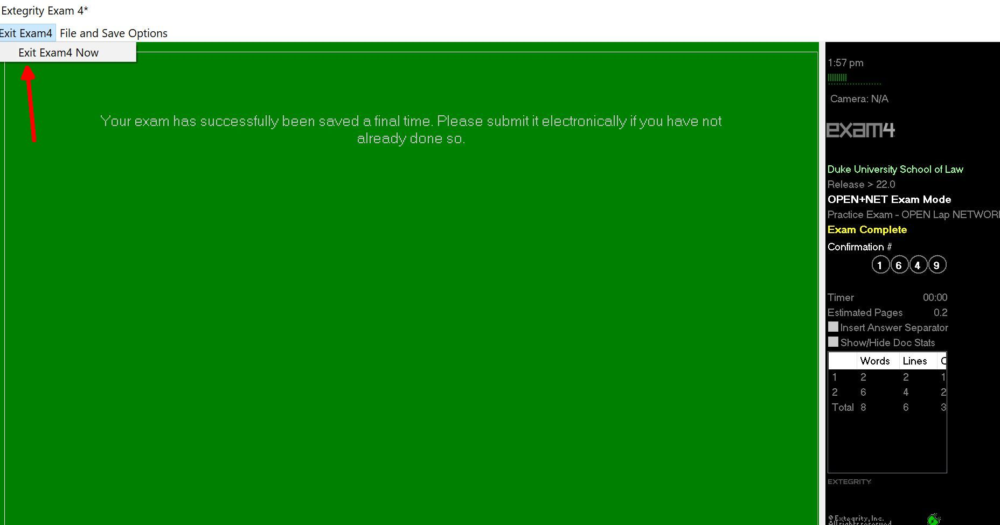 Extegrity Exam 4*
Exit Exam4 File and Save Options
Exit Exam4 Now
Your exam has successfully been saved a final time. Please submit it electronically if you have not
already done so.
1:57 pm
Camera: N/A
exam4
Duke University School of Law
Release > 22.0
OPEN+NET Exam Mode
Practice Exam - OPEN Lap NETWOR
Exam Complete
Confirmation #
1 6 4 9
Timer 00:00
Estimated Pages 0.2
Insert Answer Separator
Show/Hide Doc Stats
Words Lines C
1 2 2 1
2 6 4 2
Total 8 6 3
EXTEGRITY
© Extegrity, Inc.
All rights reserved